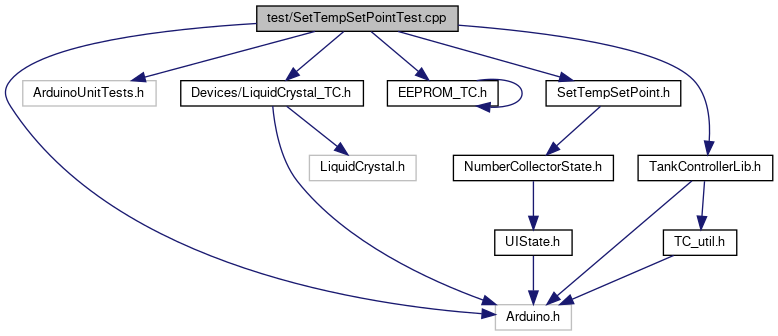 test/SetTempSetPointTest.cpp
ArduinoUnitTests.h
Devices/LiquidCrystal_TC.h
EEPROM_TC.h
SetTempSetPoint.h
LiquidCrystal.h
NumberCollectorState.h
TankControllerLib.h
UIState.h
TC_util.h
Arduino.h